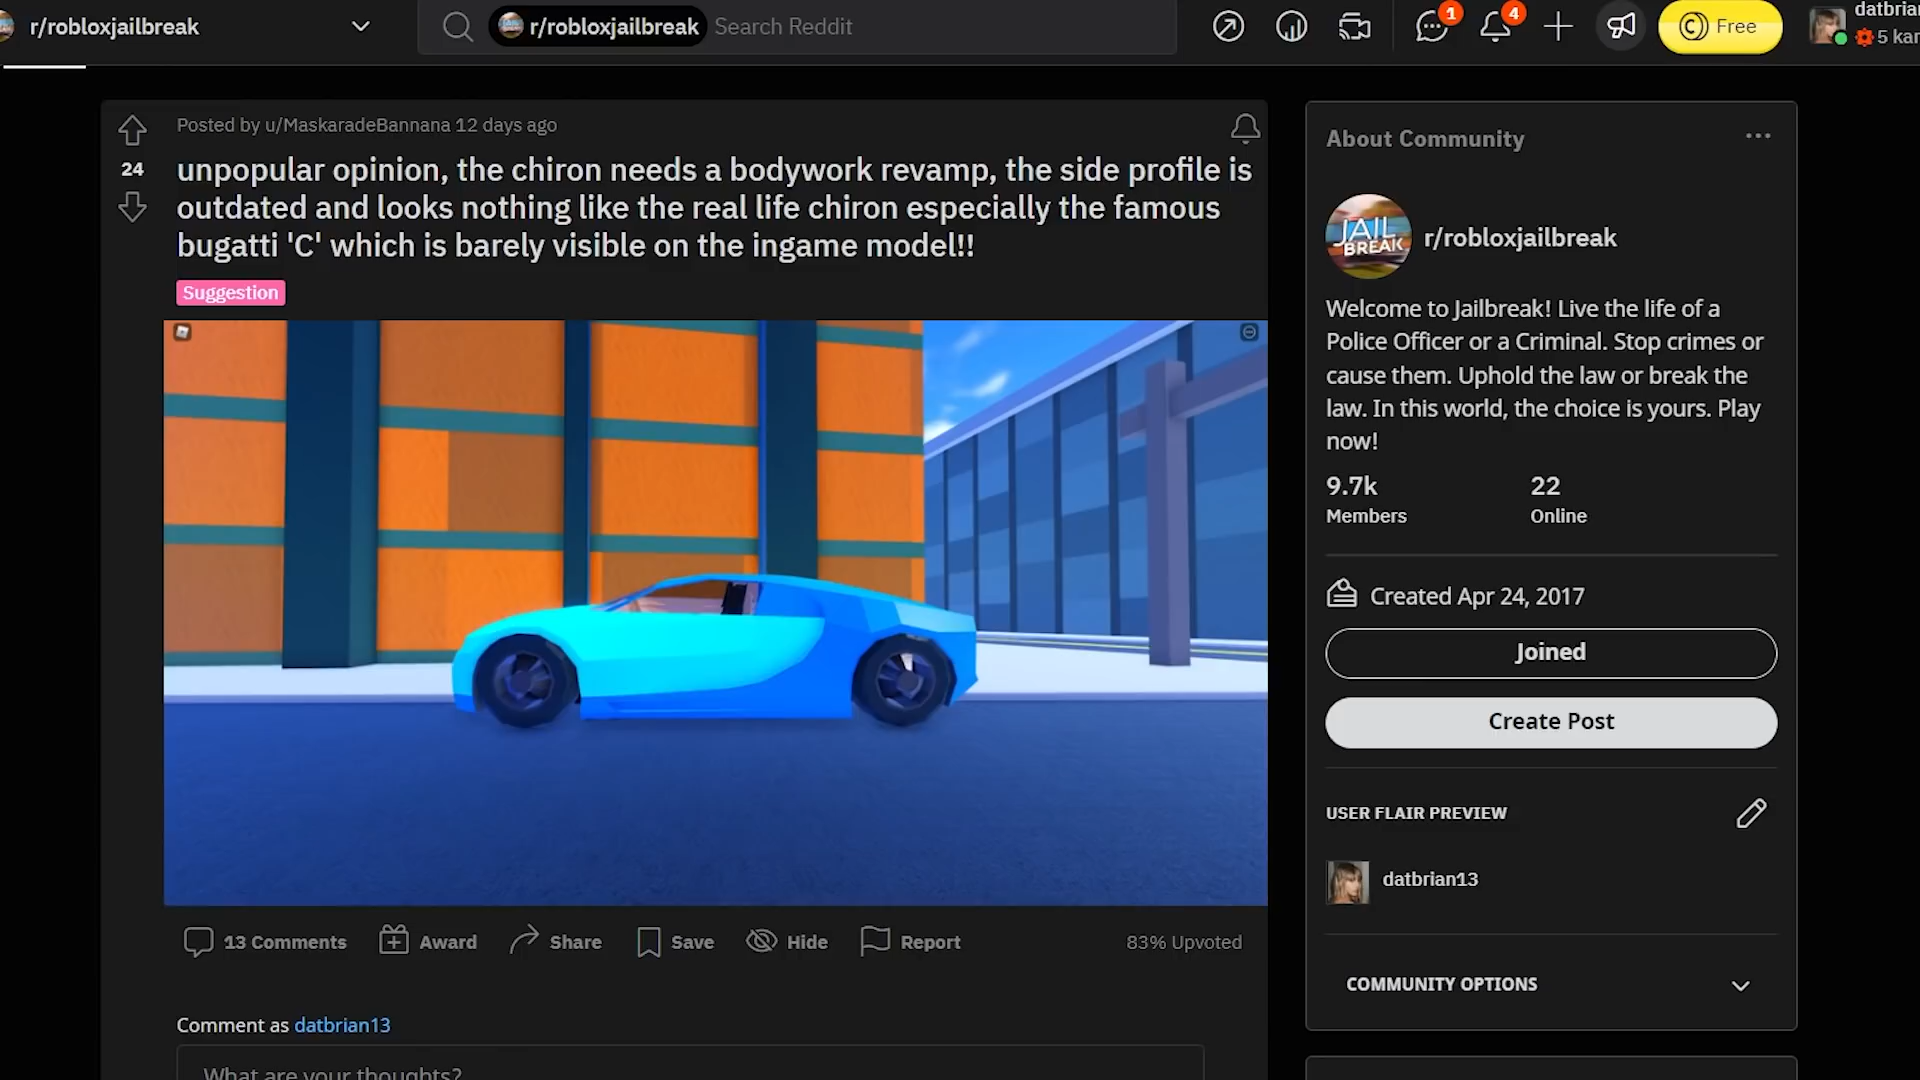 r/robloxjailbreak
r/robloxjailbreak Search Reddit
1
4
Free
5
Posted by u/MaskaradeBannana 12 days ago
24
unpopular opinion, the chiron needs a bodywork revamp, the side profile is
outdated and looks nothing like the real life chiron especially the famous
bugatti 'C' which is barely visible on the ingame model!!
Suggestion
13 Comments
Award
Share
Save
Hide
Report
83% Upvoted
Comment as datbrian13
What are your thoughts?
About Community
JAIL
BREAK
r/robloxjailbreak
Welcome to Jailbreak! Live the life of a
Police Officer or a Criminal. Stop crimes or
cause them. Uphold the law or break the
law. In this world, the choice is yours. Play
now!
9.7k
Members
22
Online
Created Apr 24, 2017
Joined
Create Post
USER FLAIR PREVIEW
datbrian13
COMMUNITY OPTIONS